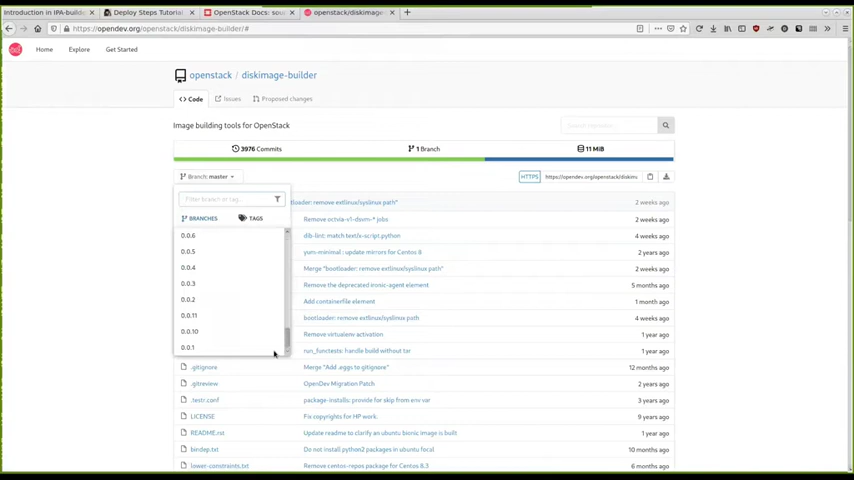 Introduction in IPA-builde
Deploy Steps Tutorial
OpenStack Docs: sou
openstack/diskimage-b
https://opendev.org/openstack/diskimage-builder/#
Home Explore Get Started
openstack / diskimage-builder
Code Issues Proposed changes
Image building tools for OpenStack
3976 Commits 1 Branch 11 MiB
Branch: master HTTPS https://opendev.org/openstack/diskima
Filter branch or tag...
BRANCHES TAGS
0.0.6
0.0.5
0.0.4
0.0.3
0.0.2
0.0.11
0.0.10
0.0.1
tloader: remove extlinux/syslinux path" 2 weeks ago
Remove octvia-v1-dsvm-* jobs 2 weeks ago
dib-lint: match text/x-script.python 4 weeks ago
yum-minimal : update mirrors for Centos 8 2 years ago
Merge "bootloader: remove extlinux/syslinux path" 2 weeks ago
Remove the deprecated ironic-agent element 5 months ago
Add containerfile element 1 month ago
bootloader: remove extlinux/syslinux path 4 weeks ago
Remove virtualenv activation 1 year ago
run_functests: handle build without tar 1 year ago
.gitignore Merge "Add .eggs to gitignore" 12 months ago
.gitreview OpenDev Migration Patch 2 years ago
.testr.conf package-installs: provide for skip from env var 3 years ago
LICENSE Fix copyrights for HP work. 9 years ago
README.rst Update readme to clarify an ubuntu bionic image is built 1 year ago
bindep.txt Do not install python2 packages in ubuntu focal 10 months ago
lower-constraints.txt Remove centos-repos package for Centos 8.3 6 months ago